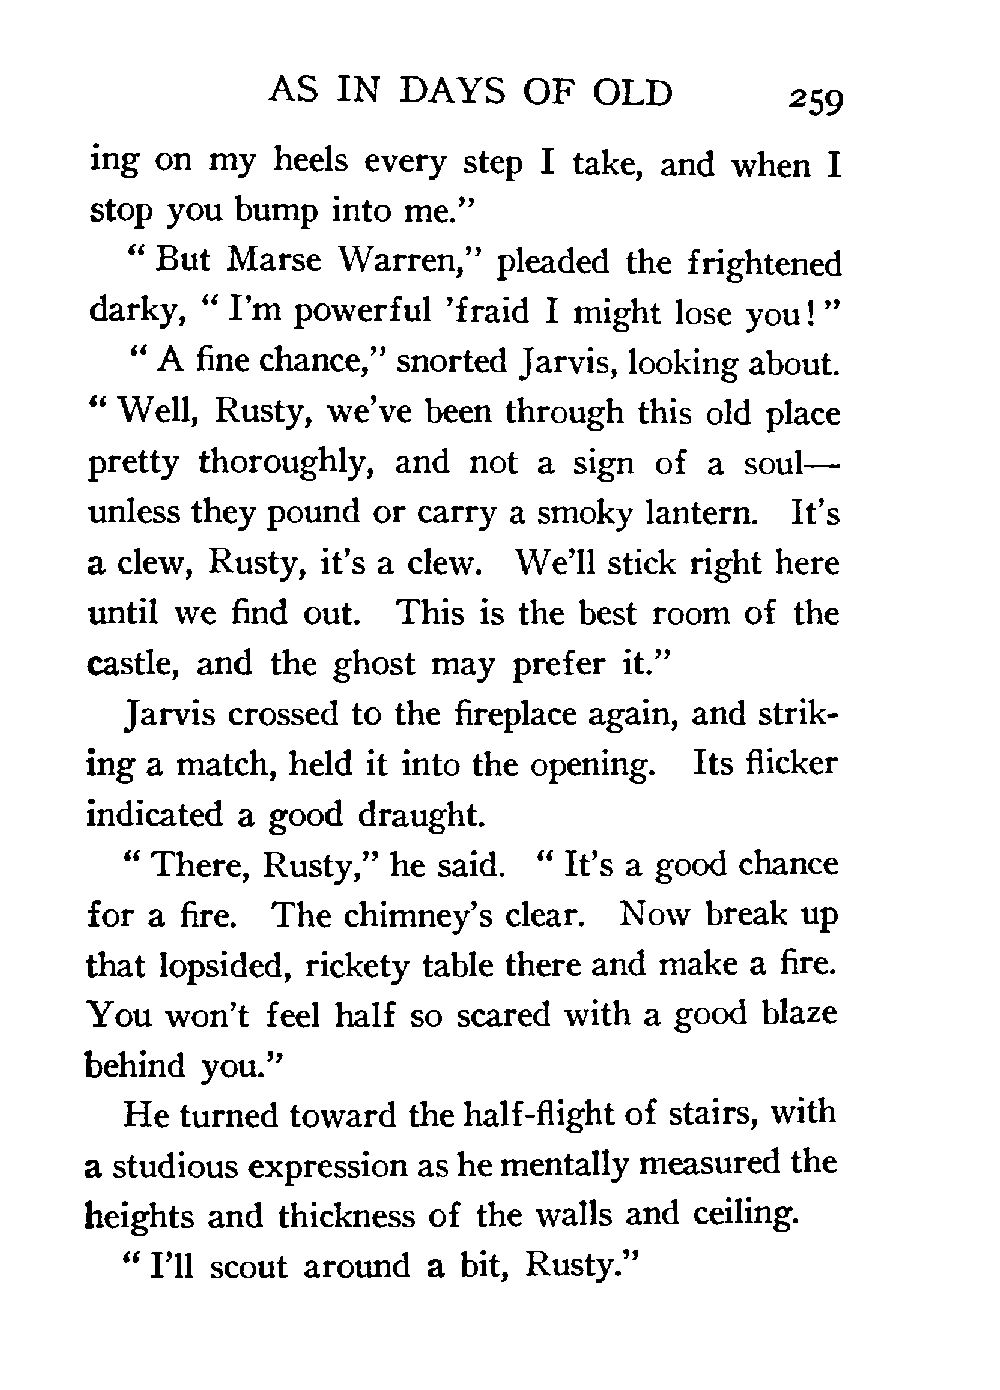 AS IN DAYS OF OLD 259
ing on my heels every step I take, and when I
stop you bump into me.”
“ But Marse Warren,” pleaded the frightened
darky, “ I’m powerful ’fraid I might lose you! ”
“ A fine chance,” snorted Jarvis, looking about.
“ Well, Rusty, we’ve been through this old place
pretty thoroughly, and not a sign of a soul—
unless they pound or carry a smoky lantern. It’s
a clew, Rusty, it’s a clew. We’ll stick right here
until we find out. This is the best room of the
castle, and the ghost may prefer it.”
Jarvis crossed to the fireplace again, and strik-
ing a match, held it into the opening. Its flicker
indicated a good draught.
“ There, Rusty,” he said. “ It’s a good chance
for a fire. The chimney’s clear. Now break up
that lopsided, rickety table there and make a fire.
You won’t feel half so scared with a good blaze
behind you.”
He turned toward the half-flight of stairs, with
a studious expression as he mentally measured the
heights and thickness of the walls and ceiling.
“ I’ll scout around a bit, Rusty.”